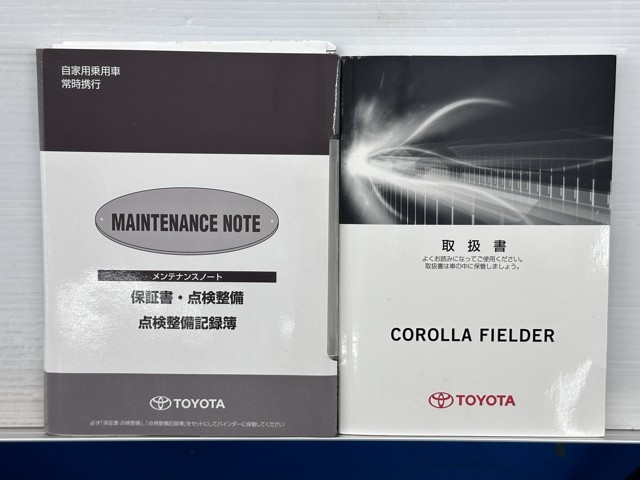 自家用乗用車
常時携行
MAINTENANCE NOTE
メンテナンスノート
保証書・点検整備
点検整備記録簿
TOYOTA
必ず「保証書・点検整備」、「点検整備記録簿」をセットにしてバインダーに保管してください
取扱書
よくお読みになってご使用ください。
取扱書は車の中に保管しましょう。
COROLLA FIELDER
TOYOTA